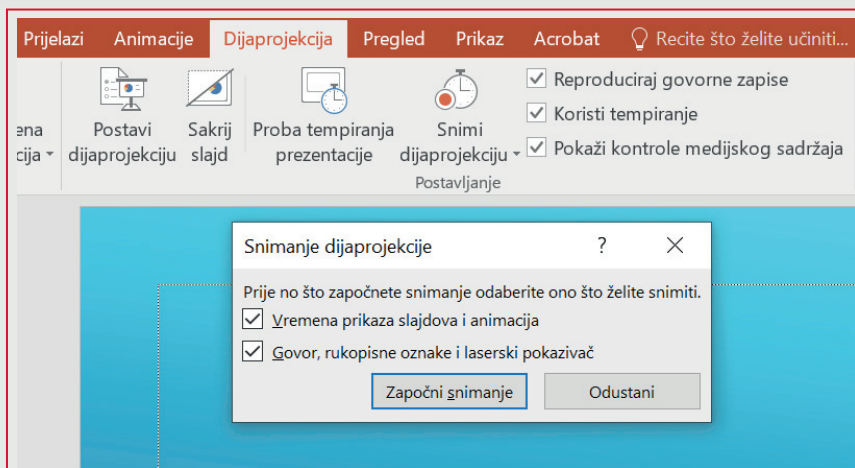 Prijelazi Animacije Dijaprojekcija Pregled Prikaz Acrobat Recite što želite učiniti...
ena
cija
Postavi
dijaprojekciju
Sakrij
slajd
Proba tempiranja
prezentacije
Snimi
dijaprojekciju
Reproduciraj govorne zapise
Koristi tempiranje
Pokaži kontrole medijskog sadržaja
Postavljanje
Snimanje dijaprojekcije ?
Prije no što započnete snimanje odaberite ono što želite snimiti.
Vremena prikaza slajdova i animacija
Govor, rukopisne oznake i laserski pokazivač
Započni snimanje Odustani